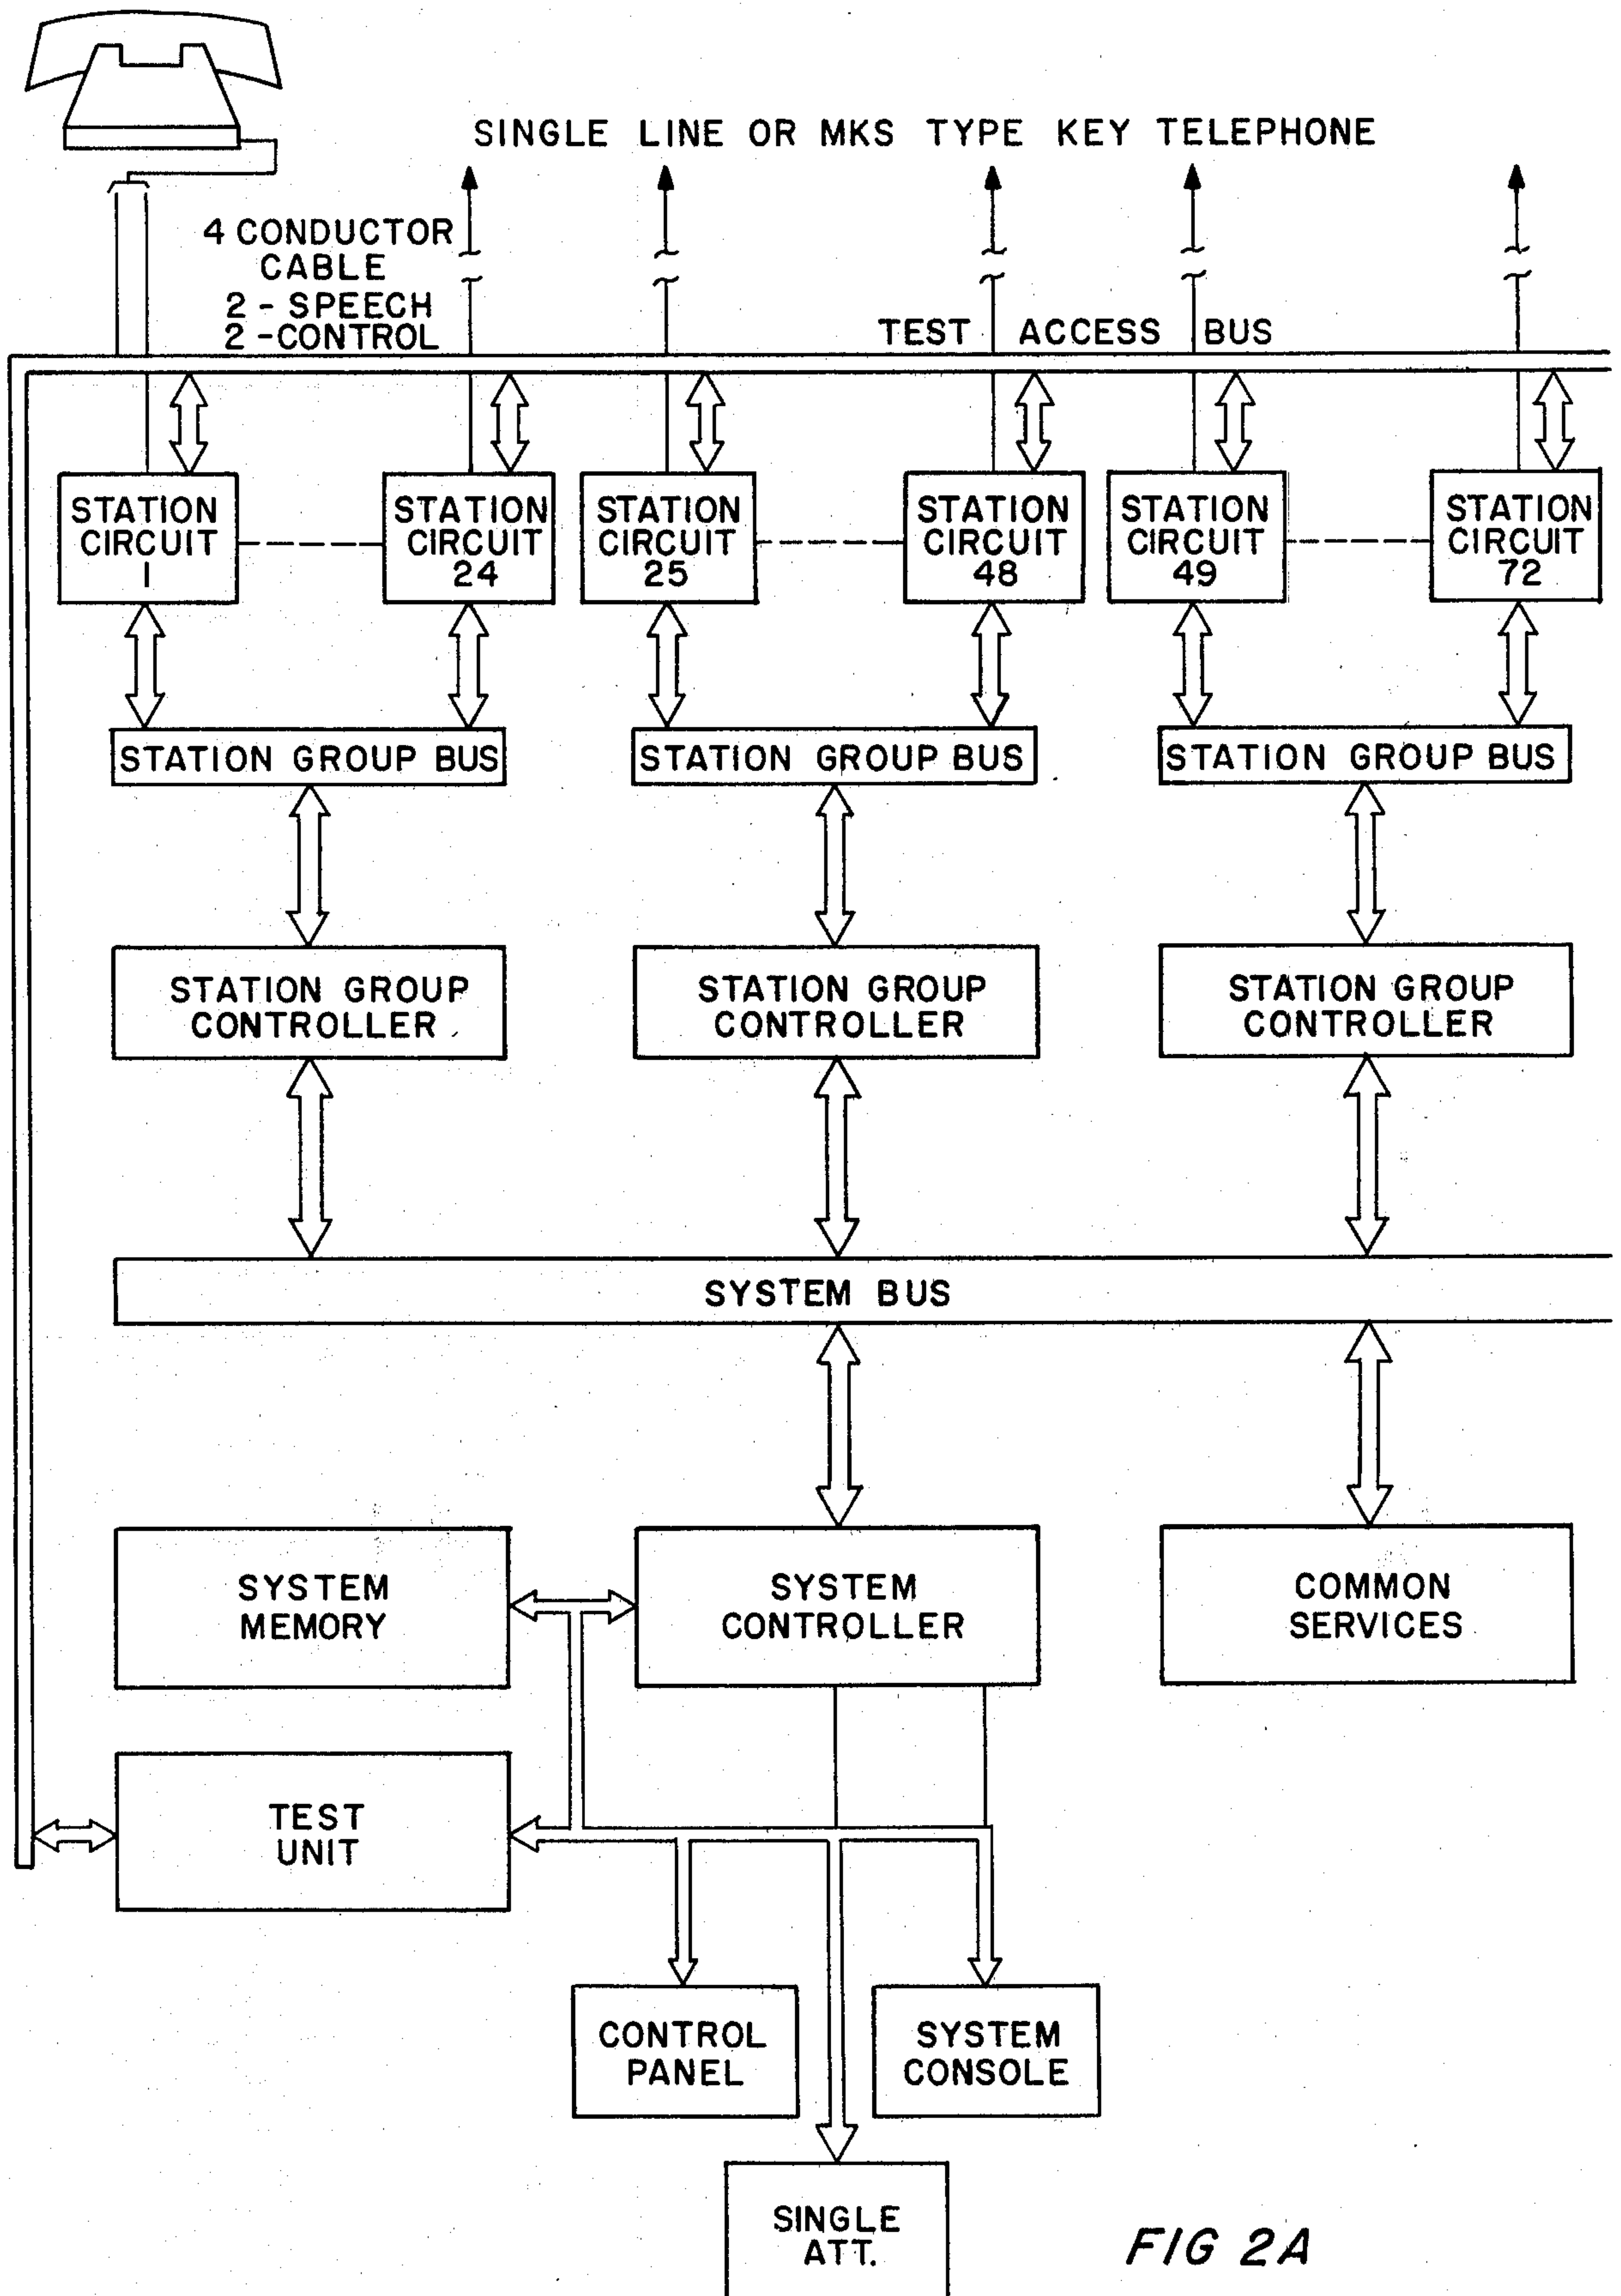 SINGLE LINE OR MKS TYPE KEY TELEPHONE
4 CONDUCTOR
CABLE
2 - SPEECH
2 - CONTROL
TEST ACCESS BUS
STATION
CIRCUIT
1
STATION
CIRCUIT
24
STATION
CIRCUIT
25
STATION
CIRCUIT
48
STATION
CIRCUIT
49
STATION
CIRCUIT
72
STATION GROUP BUS
STATION GROUP BUS
STATION GROUP BUS
STATION GROUP
CONTROLLER
STATION GROUP
CONTROLLER
STATION GROUP
CONTROLLER
SYSTEM BUS
SYSTEM
MEMORY
SYSTEM
CONTROLLER
COMMON
SERVICES
TEST
UNIT
CONTROL
PANEL
SYSTEM
CONSOLE
SINGLE
ATT.
FIG 2A